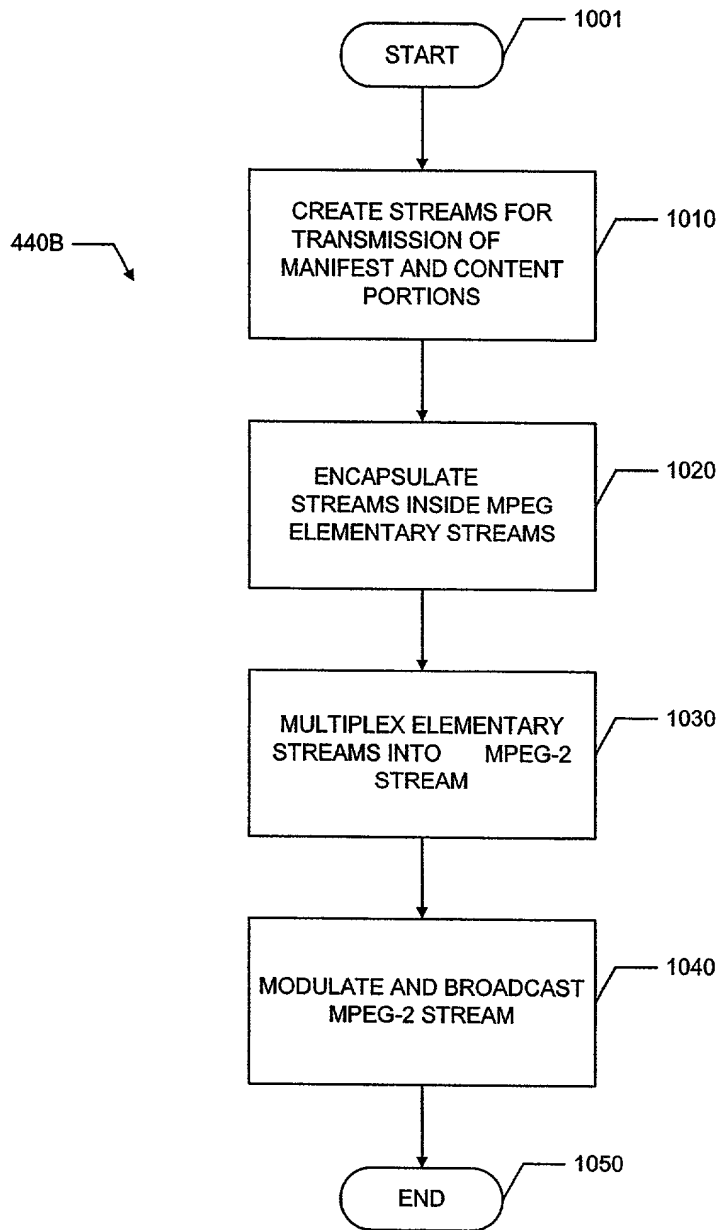 START
1001
CREATE STREAMS FOR
TRANSMISSION OF
MANIFEST AND CONTENT
PORTIONS
1010
440B
ENCAPSULATE
STREAMS INSIDE MPEG
ELEMENTARY STREAMS
1020
MULTIPLEX ELEMENTARY
STREAMS INTO MPEG-2
STREAM
1030
MODULATE AND BROADCAST
MPEG-2 STREAM
1040
END
1050